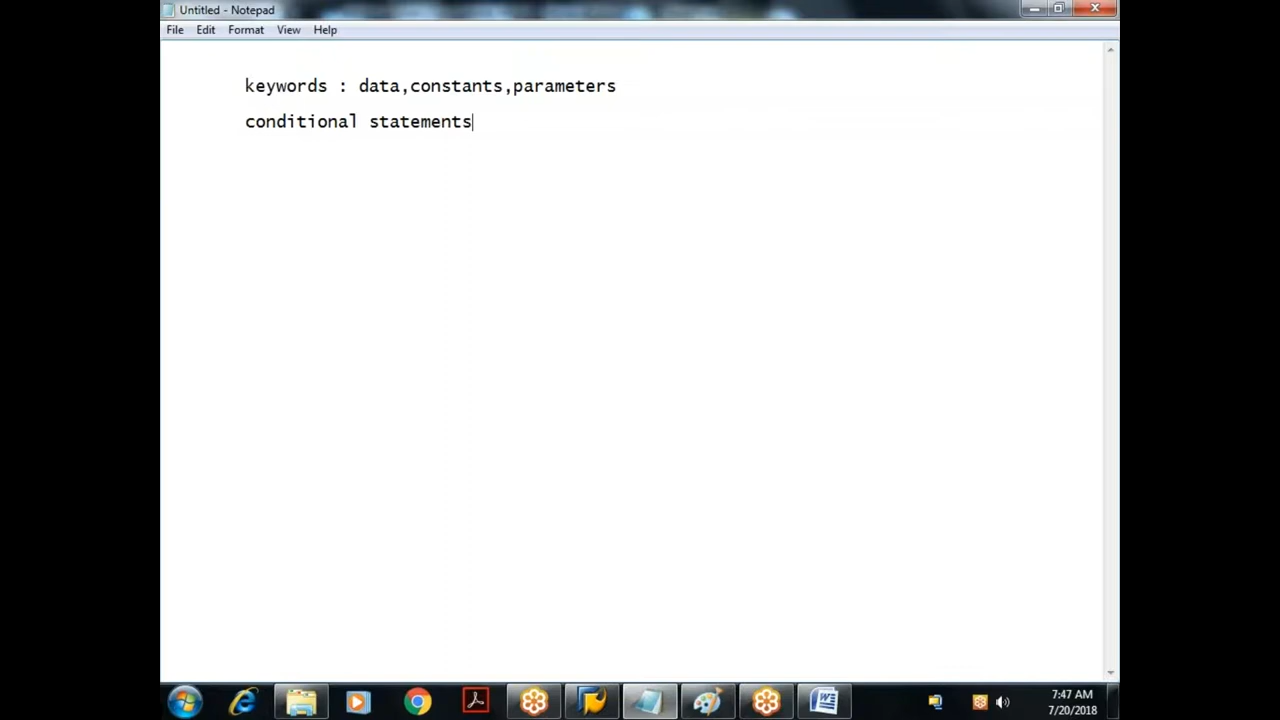 Untitled - Notepad
File Edit Format View Help
keywords : data,constants,parameters
conditional statements
7:47 AM
7/20/2018